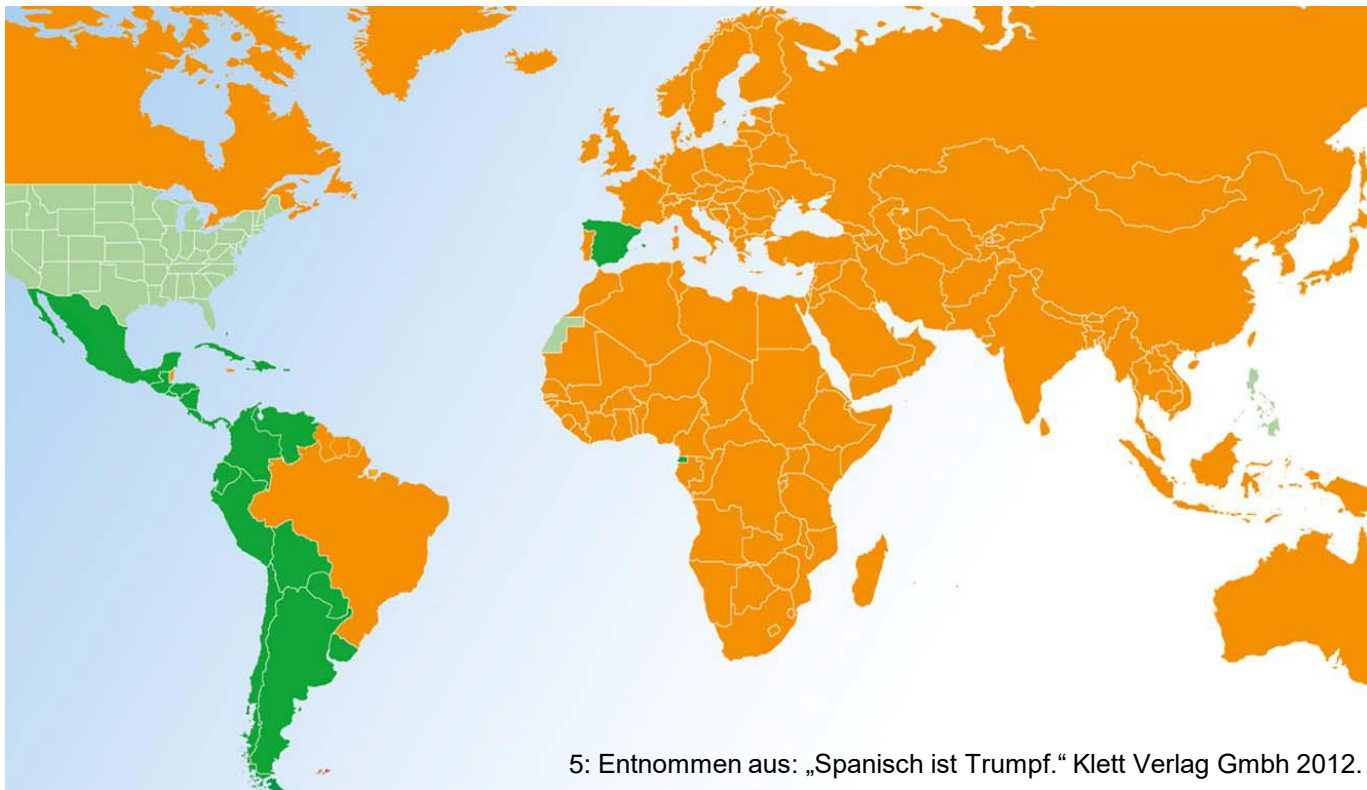 5: Entnommen aus: „Spanisch ist Trumpf.“ Klett Verlag Gmbh 2012.